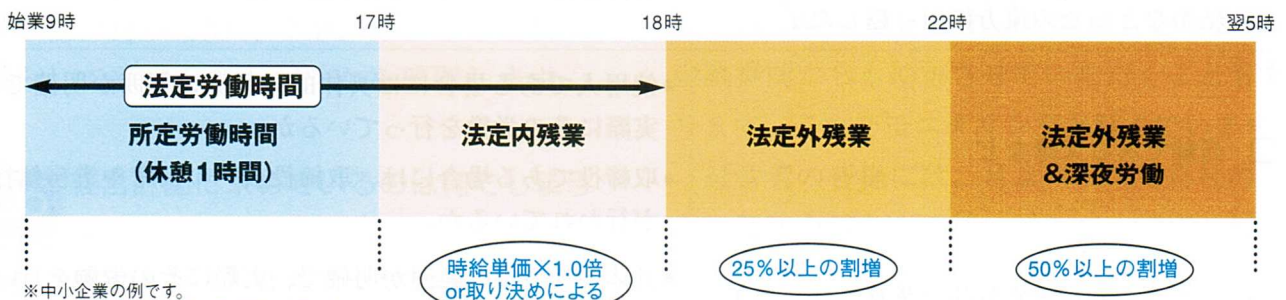 始業9時
17時
18時
22時
翌5時
法定労働時間
所定労働時間
(休憩1時間)
法定内残業
法定外残業
法定外残業
&深夜労働
時給単価×1.0倍
or取り決めによる
25%以上の割増
50%以上の割増
※中小企業の例です。